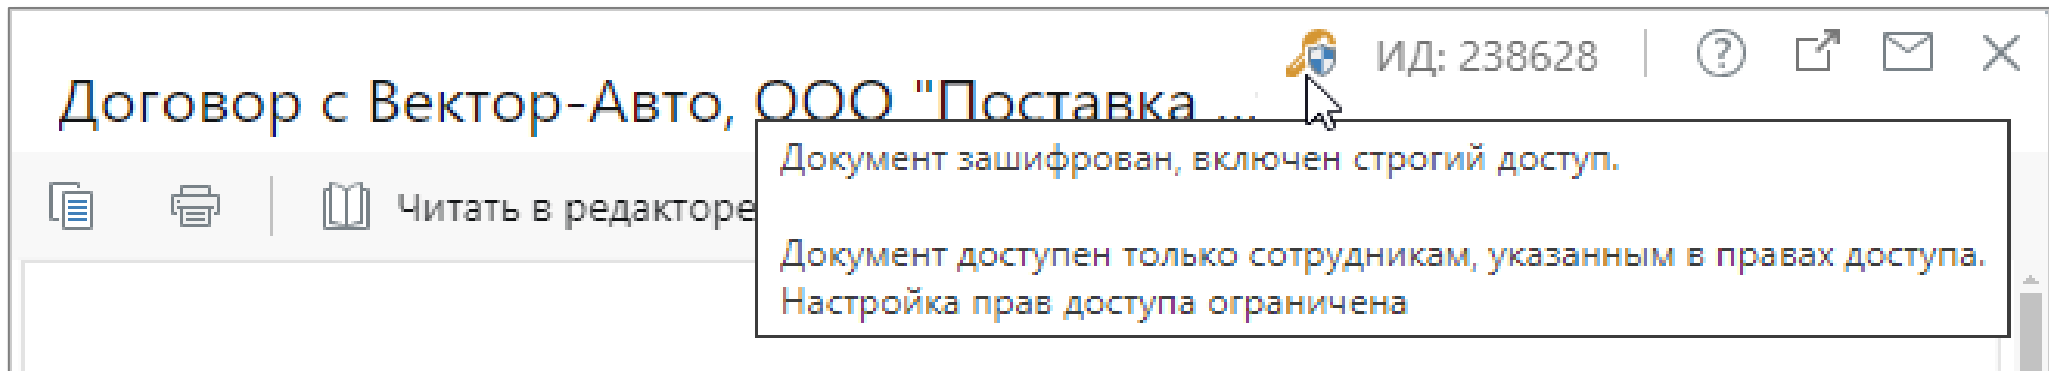 ИД: 238628
Договор с Вектор-Авто, ООО "Поставка ...
Документ зашифрован, включен строгий доступ.
Читать в редакторе
Документ доступен только сотрудникам, указанным в правах доступа.
Настройка прав доступа ограничена